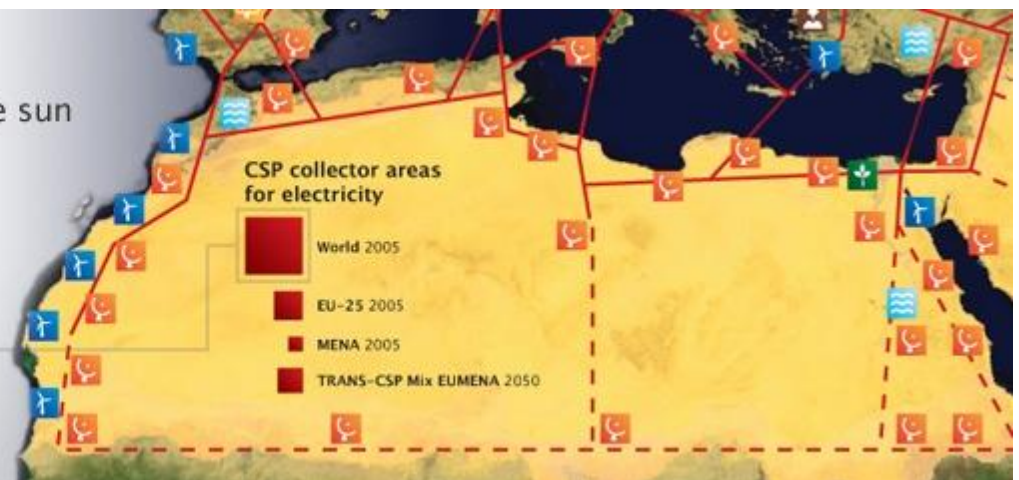 e sun
CSP collector areas
for electricity
World 2005
EU-25 2005
MENA 2005
TRANS-CSP Mix EUMENA 2050